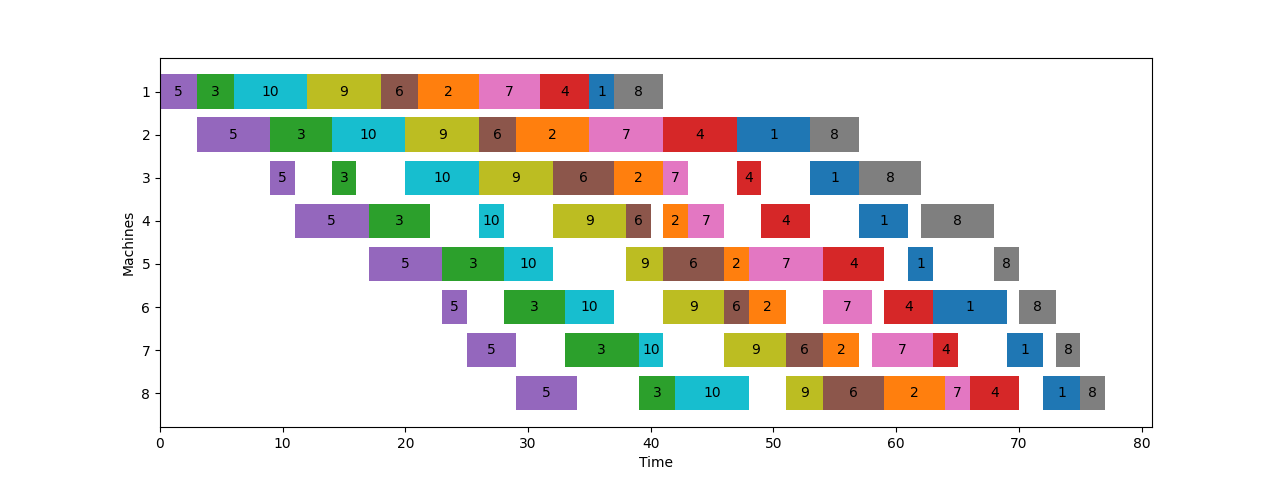 1 5 3 10 9 6 2 7 4 1 8
2 5 3 10 9 6 2 7 4 1 8
3 5 3 10 9 6 2 7 4 1 8
4 5 3 10 9 6 2 7 4 1 8
5 5 3 10 9 6 2 7 4 1 8
6 5 3 10 9 6 2 7 4 1 8
7 5 3 10 9 6 2 7 4 1 8
8 5 3 10 9 6 2 7 4 1 8
Machines
0 10 20 30 40 50 60 70 80
Time